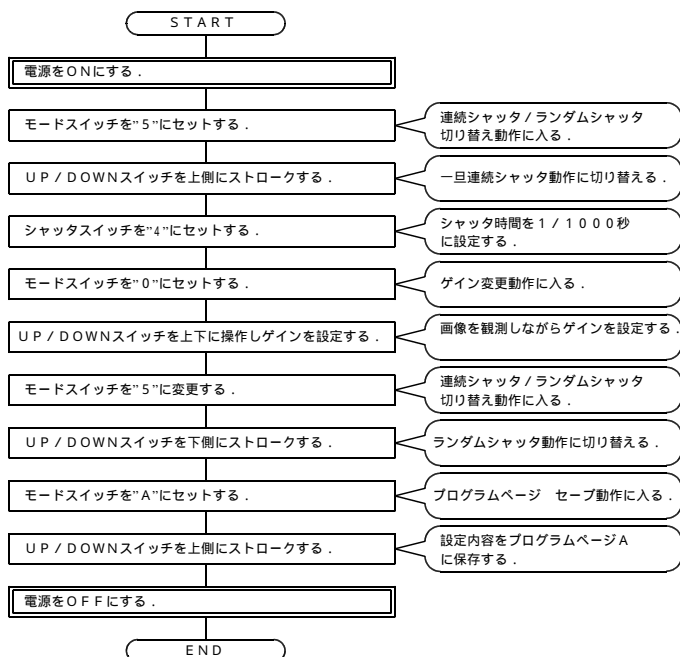 ＳＴＡＲＴ
電源をＯＮにする．
モードスイッチを”５”にセットする．
連続シャッタ／ランダムシャッタ
切り替え動作に入る．
ＵＰ／ＤＯＷＮスイッチを上側にストロークする．
一旦連続シャッタ動作に切り替える．
シャッタスイッチを”4”にセットする．
シャッタ時間を１／１０００秒
に設定する．
モードスイッチを”０”にセットする．
ゲイン変更動作に入る．
ＵＰ／ＤＯＷＮスイッチを上下に操作しゲインを設定する．
画像を観測しながらゲインを設定する．
モードスイッチを”５”に変更する．
連続シャッタ／ランダムシャッタ
切り替え動作に入る．
ＵＰ／ＤＯＷＮスイッチを下側にストロークする．
ランダムシャッタ動作に切り替える．
モードスイッチを”Ａ”にセットする．
プログラムページ　セーブ動作に入る．
ＵＰ／ＤＯＷＮスイッチを上側にストロークする．
設定内容をプログラムページＡ
に保存する．
電源をＯＦＦにする．
ＥＮＤ